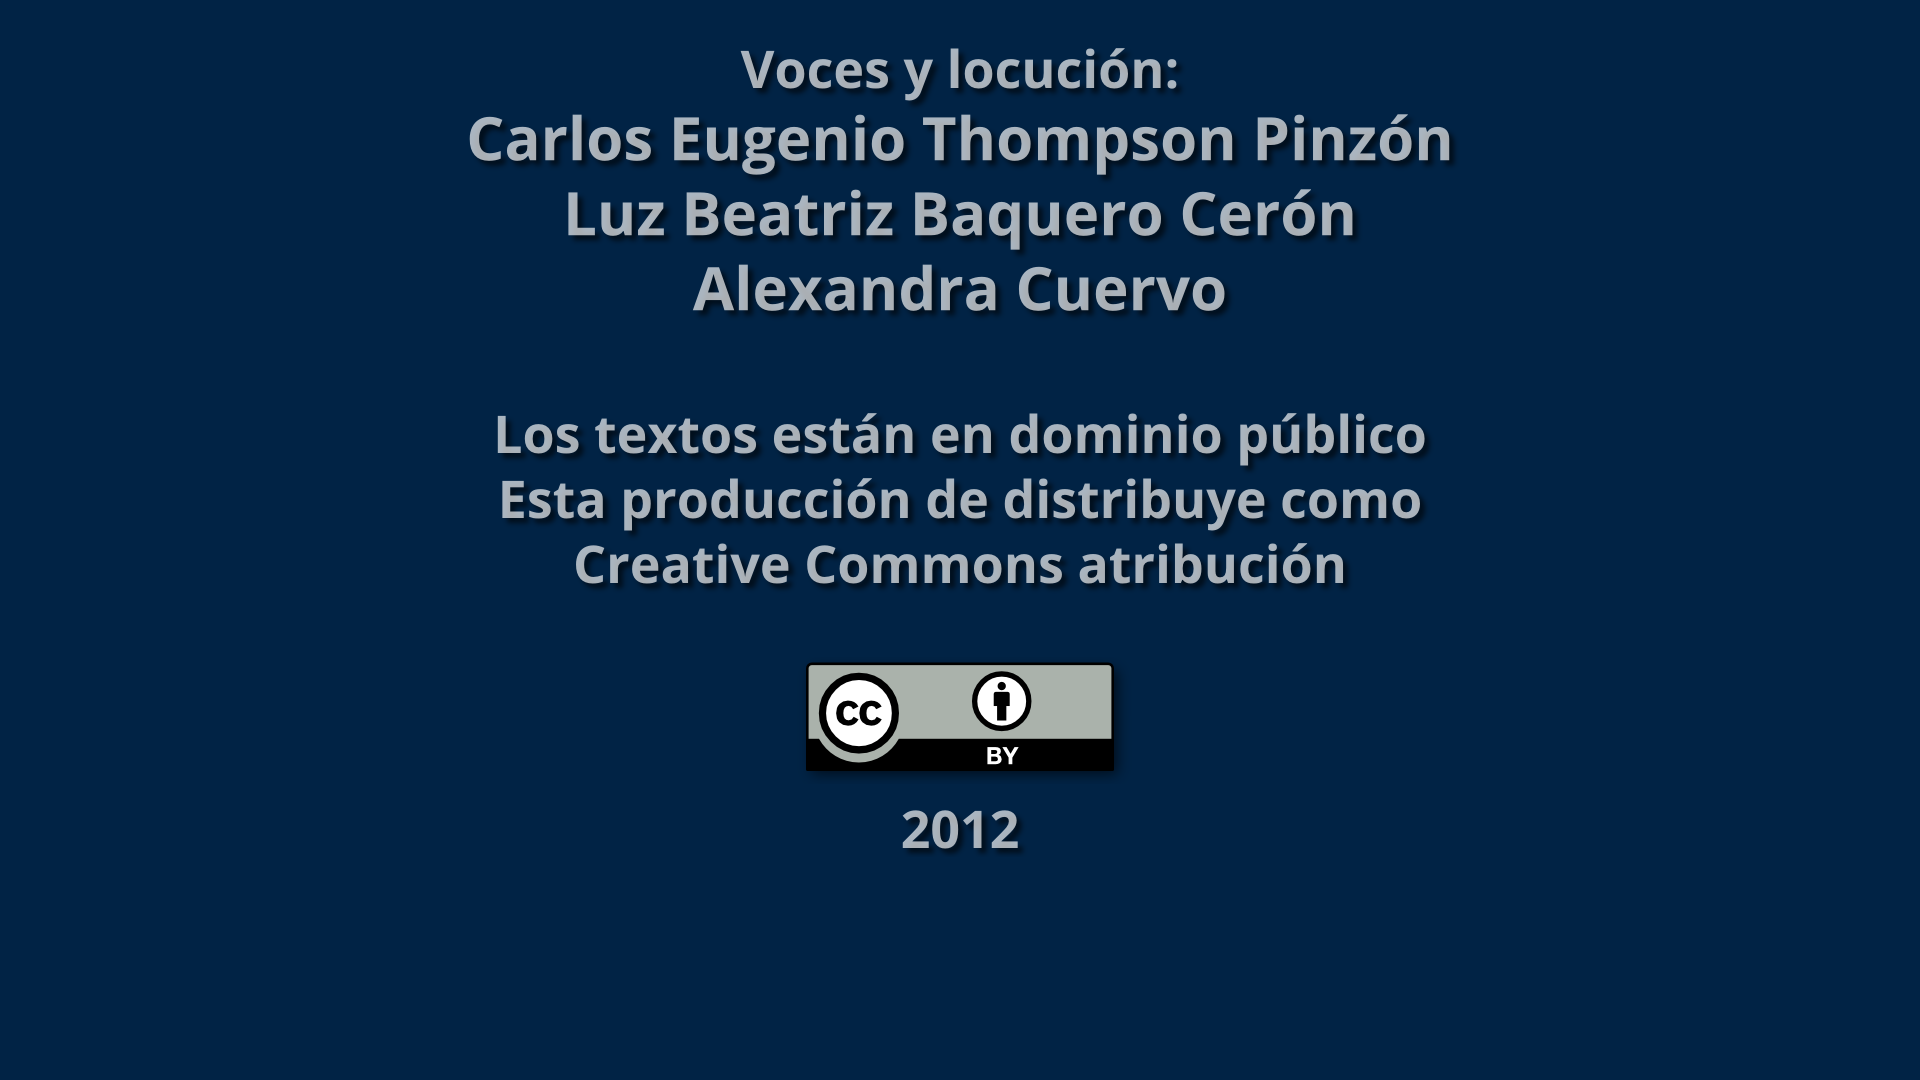 Voces y locución:
Carlos Eugenio Thompson Pinzón
Luz Beatriz Baquero Cerón
Alexandra Cuervo
Los textos están en dominio público
Esta producción de distribuye como
Creative Commons atribución
cc
BY
2012